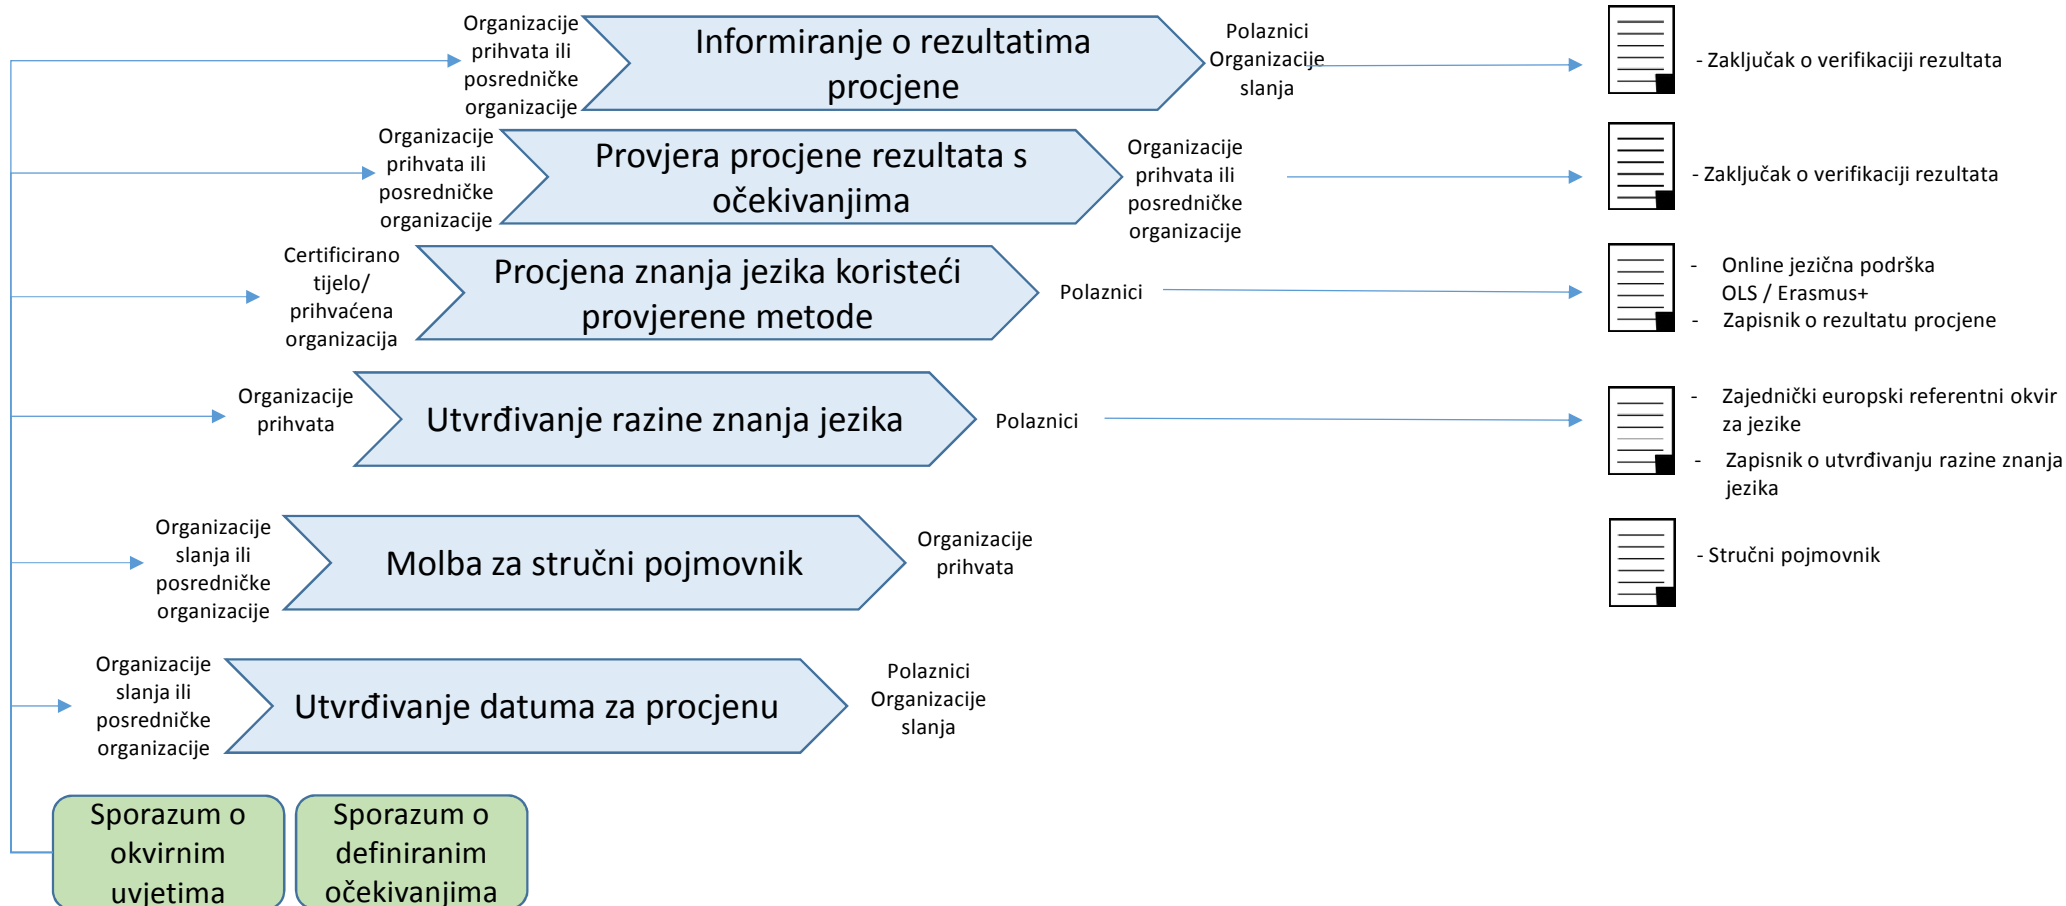 Organizacije
prihvata ili
posredničke
organizacije
Informiranje o rezultatima
procjene
Polaznici
Organizacije
slanja
- Zaključak o verifikaciji rezultata
Organizacije
prihvata ili
posredničke
organizacije
Provjera procjene rezultata s
očekivanjima
Organizacije
prihvata ili
posredničke
organizacije
- Zaključak o verifikaciji rezultata
Certificirano
tijelo/
prihvaćena
organizacija
Procjena znanja jezika koristeći
provjerene metode
Polaznici
- Online jezična podrška
OLS / Erasmus+
- Zapisnik o rezultatu procjene
Organizacije
prihvata
Utvrđivanje razine znanja jezika
Polaznici
- Zajednički europski referentni okvir
za jezike
- Zapisnik o utvrđivanju razine znanja
jezika
Organizacije
slanja ili
posredničke
organizacije
Molba za stručni pojmovnik
Organizacije
prihvata
- Stručni pojmovnik
Organizacije
slanja ili
posredničke
organizacije
Utvrđivanje datuma za procjenu
Polaznici
Organizacije
slanja
Sporazum o
okvirnim
uvjetima
Sporazum o
definiranim
očekivanjima